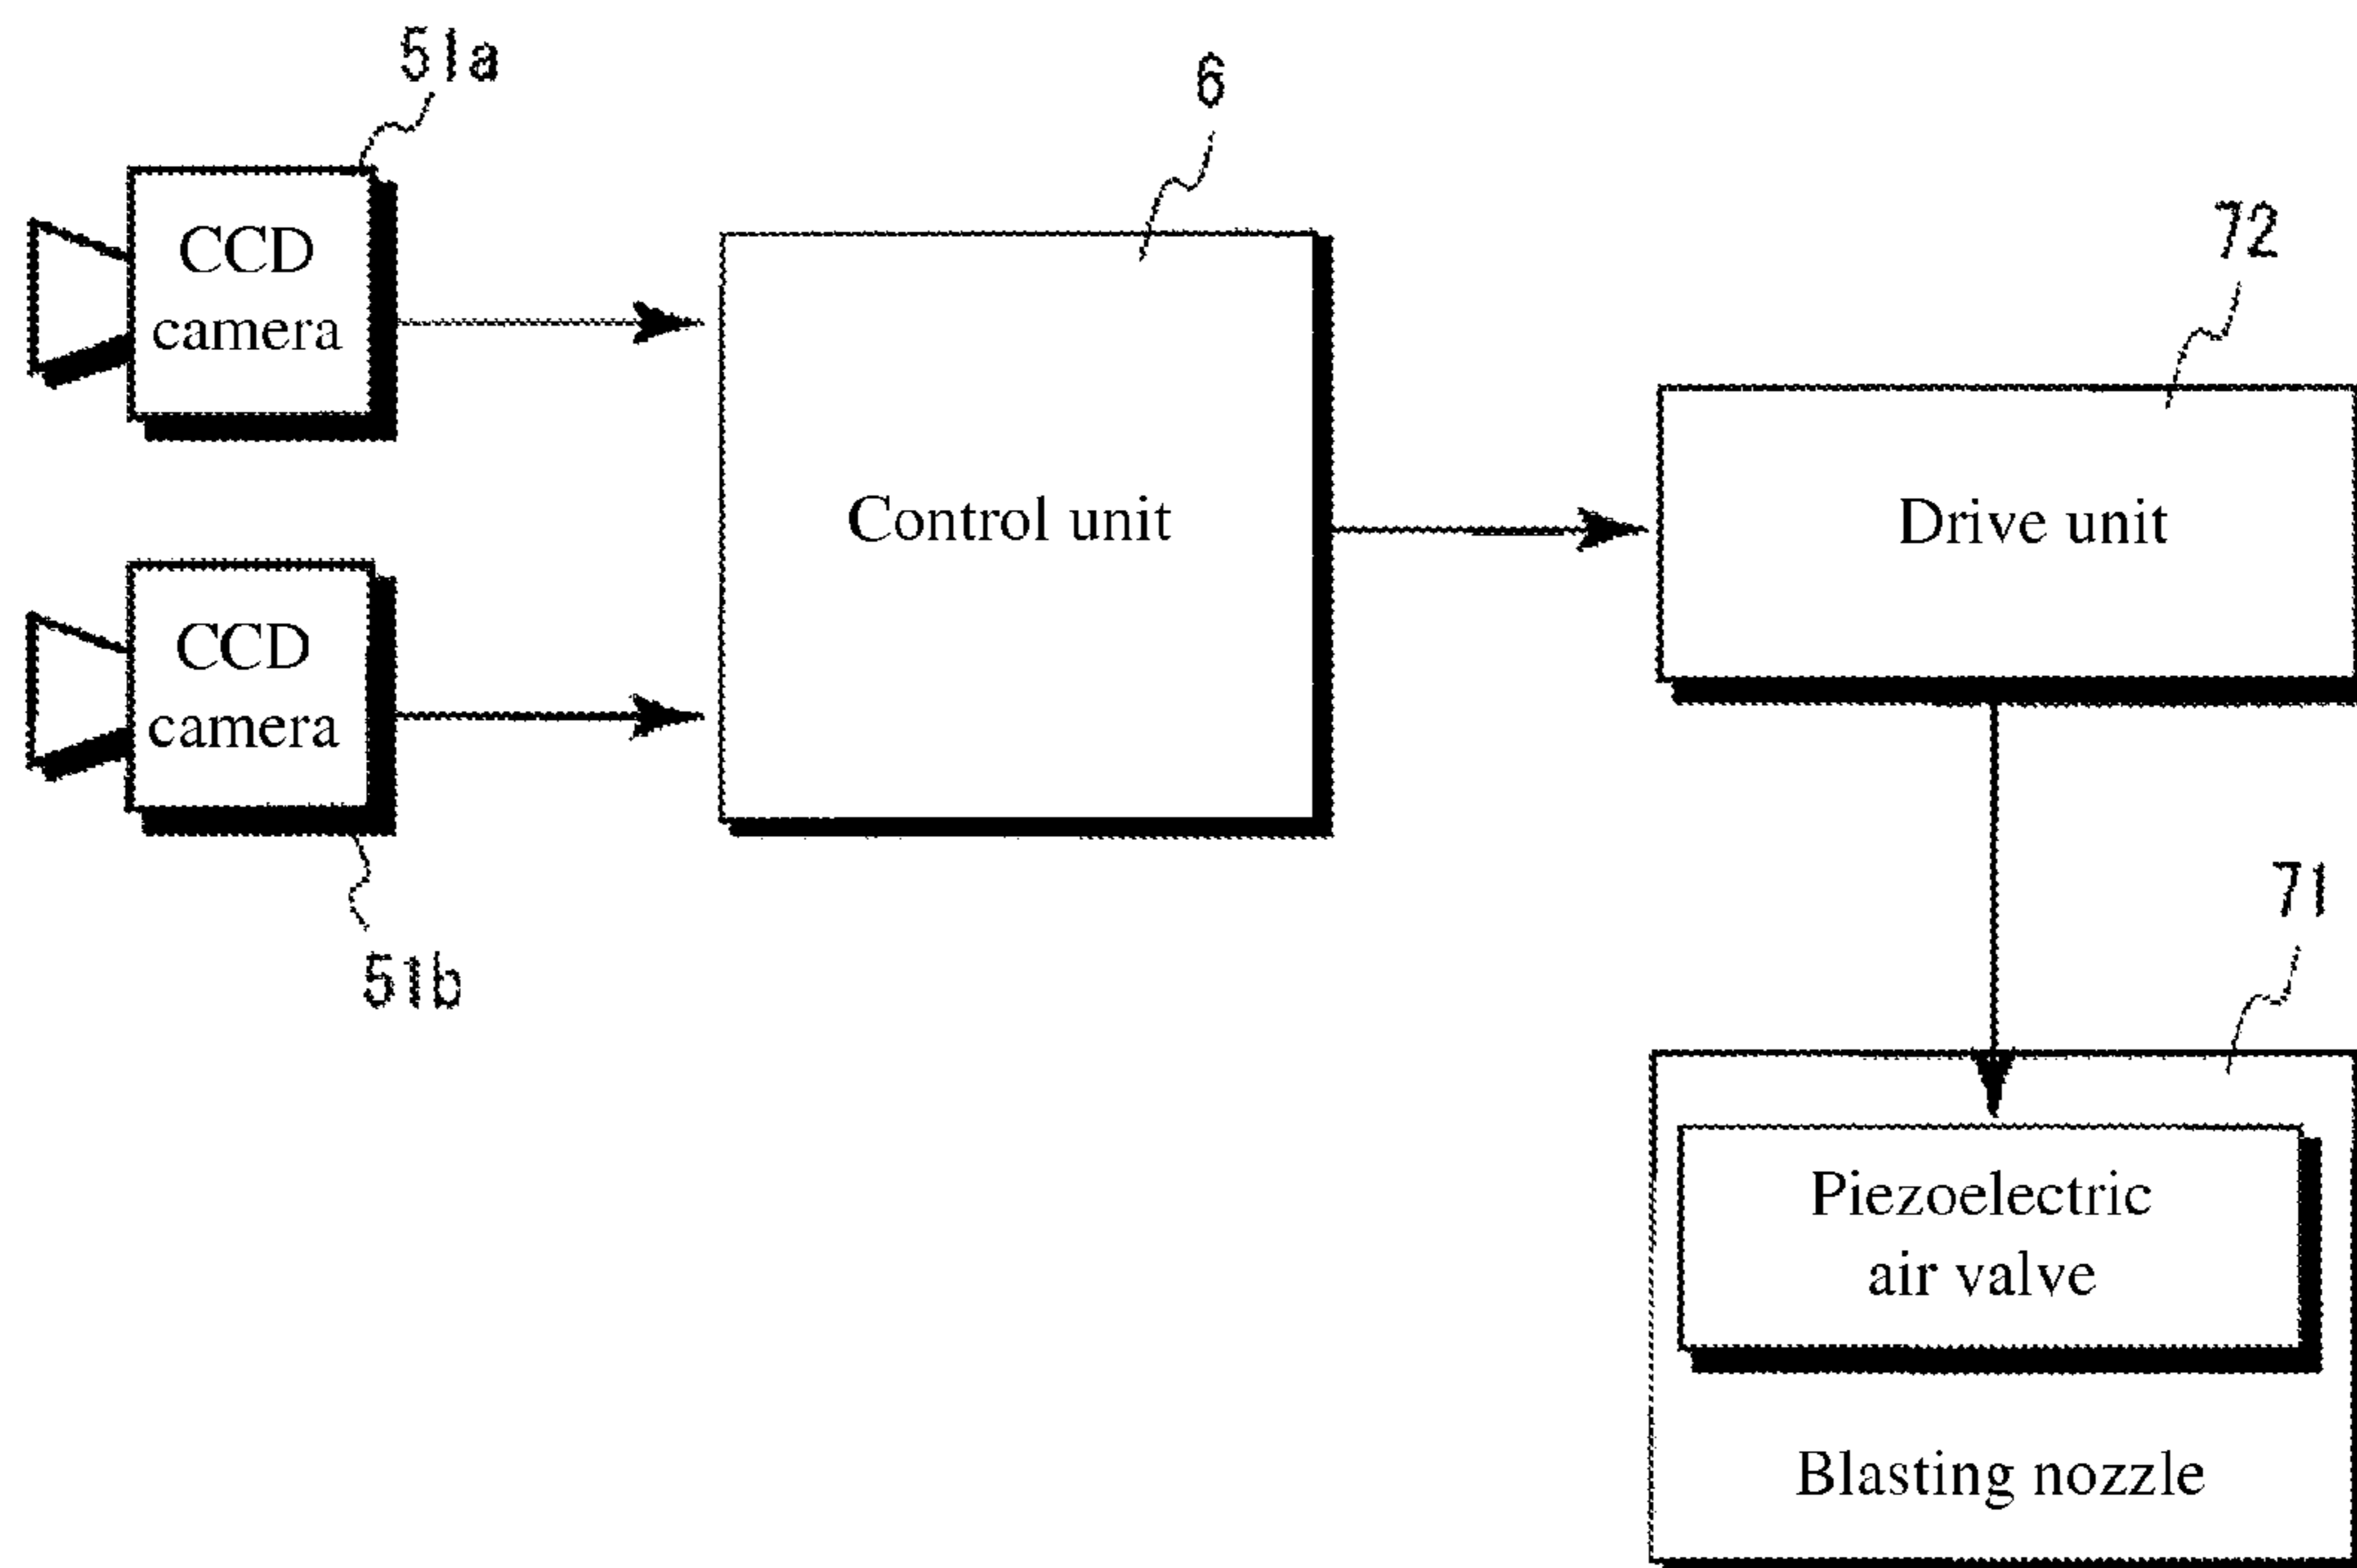 51a
6
CCD
camera
72
Control unit
Drive unit
CCD
camera
51b
71
Piezoelectric
air valve
Blasting nozzle